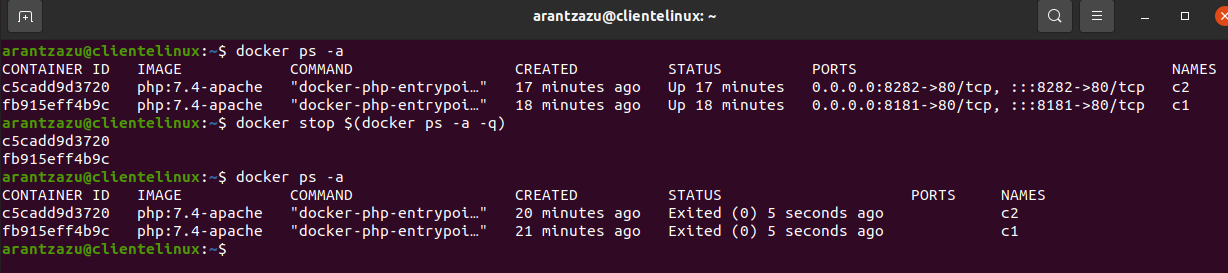 arantzazu@clientelinux: ~
arantzazu@clientelinux:~$ docker ps -a
CONTAINER ID   IMAGE            COMMAND                  CREATED          STATUS          PORTS                                   NAMES
c5cadd9d3720   php:7.4-apache   "docker-php-entrypoi…"   17 minutes ago   Up 17 minutes   0.0.0.0:8282->80/tcp, :::8282->80/tcp   c2
fb915eff4b9c   php:7.4-apache   "docker-php-entrypoi…"   18 minutes ago   Up 18 minutes   0.0.0.0:8181->80/tcp, :::8181->80/tcp   c1
arantzazu@clientelinux:~$ docker stop $(docker ps -a -q)
c5cadd9d3720
fb915eff4b9c
arantzazu@clientelinux:~$ docker ps -a
CONTAINER ID   IMAGE            COMMAND                  CREATED          STATUS                     PORTS     NAMES
c5cadd9d3720   php:7.4-apache   "docker-php-entrypoi…"   20 minutes ago   Exited (0) 5 seconds ago             c2
fb915eff4b9c   php:7.4-apache   "docker-php-entrypoi…"   21 minutes ago   Exited (0) 5 seconds ago             c1
arantzazu@clientelinux:~$